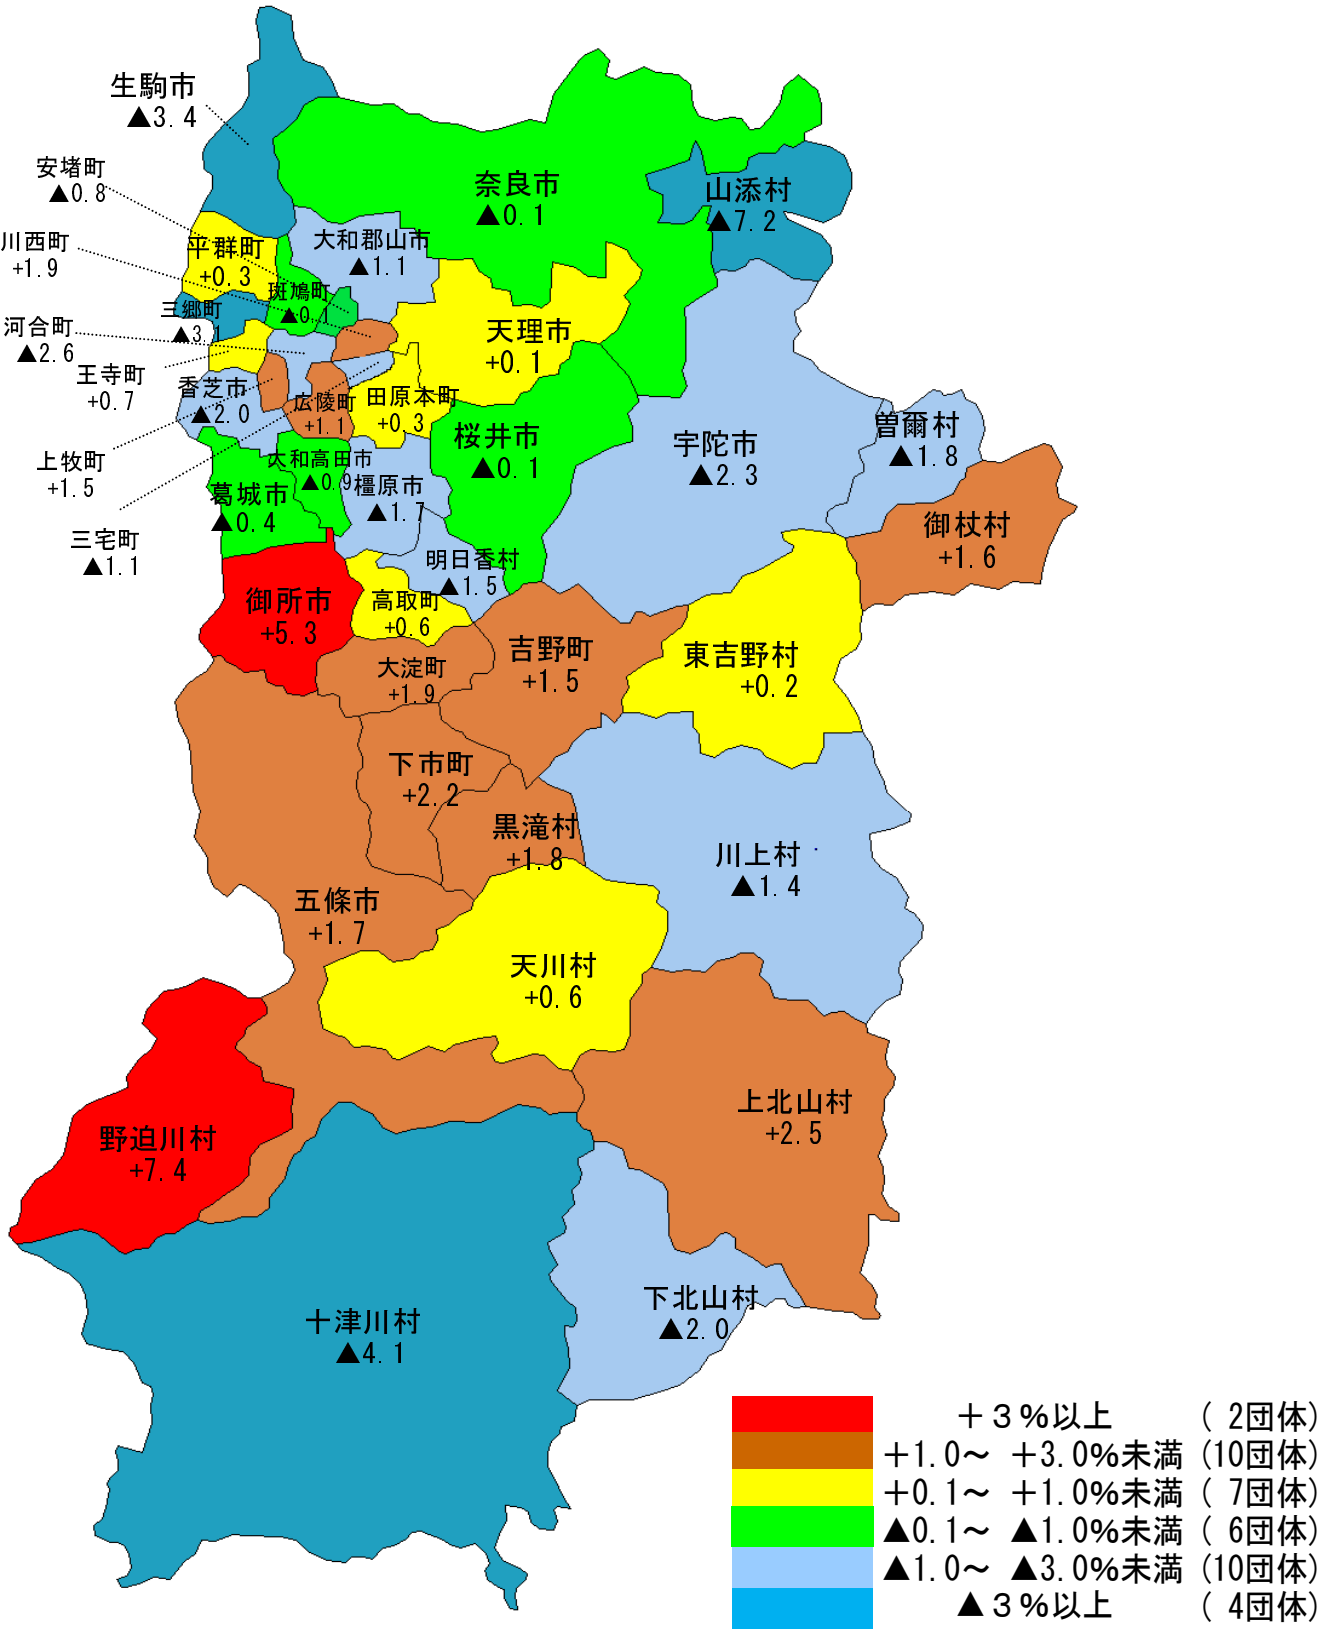 生駒市
▲3.4
安堵町
▲0.8
奈良市
▲0.1
山添村
▲7.2
川西町
+1.9
平群町
+0.3
大和郡山市
▲1.1
斑鳩町
▲0.1
三郷町
▲3.1
河合町
▲2.6
天理市
+0.1
王寺町
+0.7
香芝市
▲2.0
広陵町
+1.1
田原本町
+0.3
桜井市
▲0.1
宇陀市
▲2.3
曽爾村
▲1.8
上牧町
+1.5
大和高田市
▲0.9
橿原市
▲1.7
葛城市
▲0.4
御杖村
+1.6
三宅町
▲1.1
明日香村
▲1.5
御所市
+5.3
高取町
+0.6
吉野町
+1.5
東吉野村
+0.2
大淀町
+1.9
下市町
+2.2
黒滝村
+1.8
川上村
▲1.4
五條市
+1.7
天川村
+0.6
上北山村
+2.5
野迫川村
+7.4
下北山村
▲2.0
十津川村
▲4.1
＋３%以上 ( 2団体)
＋1.0～ ＋3.0%未満 (10団体)
＋0.1～ ＋1.0%未満 ( 7団体)
▲0.1～ ▲1.0%未満 ( 6団体)
▲1.0～ ▲3.0%未満 (10団体)
▲３%以上 ( 4団体)